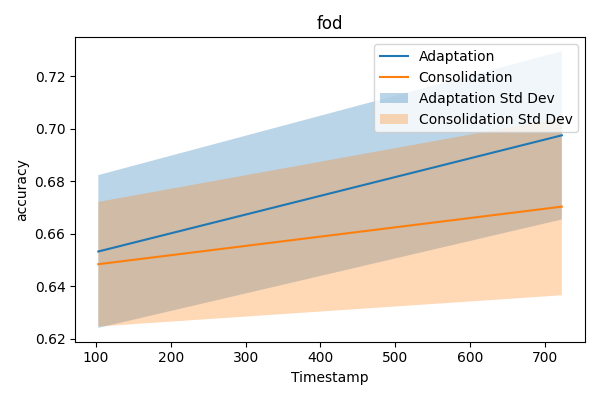 fod
Adaptation
Consolidation
Adaptation Std Dev
Consolidation Std Dev
accuracy
0.72
0.70
0.68
0.66
0.64
0.62
100 200 300 400 500 600 700
Timestamp